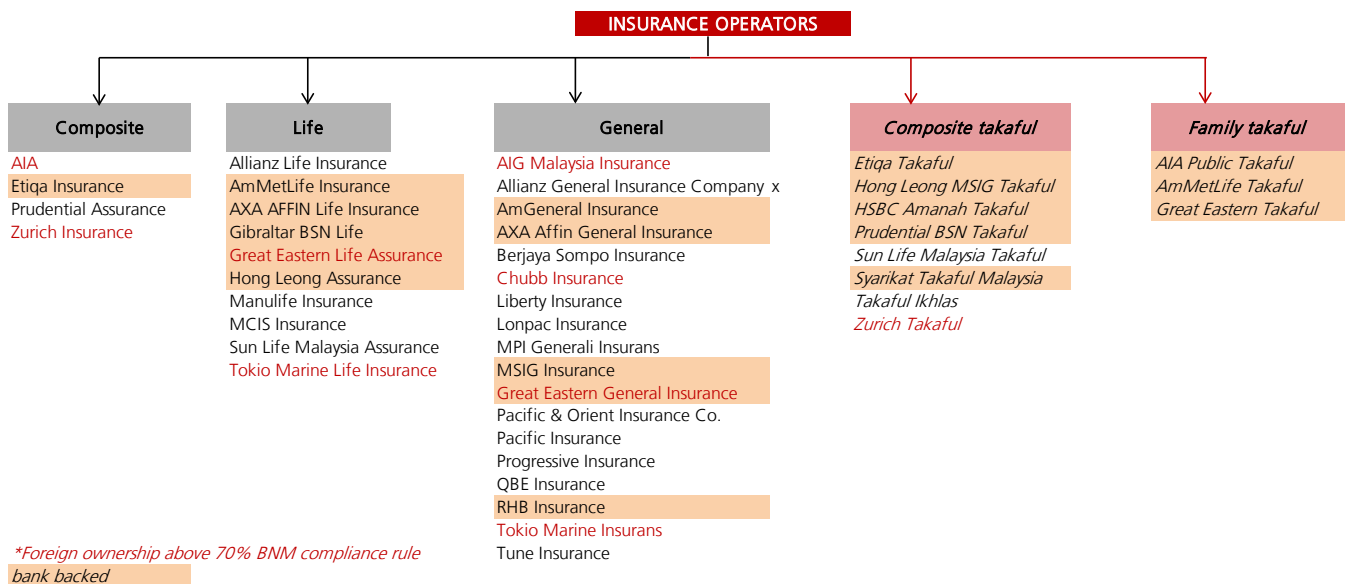 INSURANCE OPERATORS
Composite
AIA
Etiqa Insurance
Prudential Assurance
Zurich Insurance
Life
Allianz Life Insurance
AmMetLife Insurance
AXA AFFIN Life Insurance
Gibraltar BSN Life
Great Eastern Life Assurance
Hong Leong Assurance
Manulife Insurance
MCIS Insurance
Sun Life Malaysia Assurance
Tokio Marine Life Insurance
General
AIG Malaysia Insurance
Allianz General Insurance Company x
AmGeneral Insurance
AXA Affin General Insurance
Berjaya Sompo Insurance
Chubb Insurance
Liberty Insurance
Lonpac Insurance
MPI Generali Insurans
MSIG Insurance
Great Eastern General Insurance
Pacific & Orient Insurance Co.
Pacific Insurance
Progressive Insurance
QBE Insurance
RHB Insurance
Tokio Marine Insurans
Tune Insurance
Composite takaful
Etiqa Takaful
Hong Leong MSIG Takaful
HSBC Amanah Takaful
Prudential BSN Takaful
Sun Life Malaysia Takaful
Syarikat Takaful Malaysia
Takaful Ikhlas
Zurich Takaful
Family takaful
AIA Public Takaful
AmMetLife Takaful
Great Eastern Takaful
*Foreign ownership above 70% BNM compliance rule
bank backed